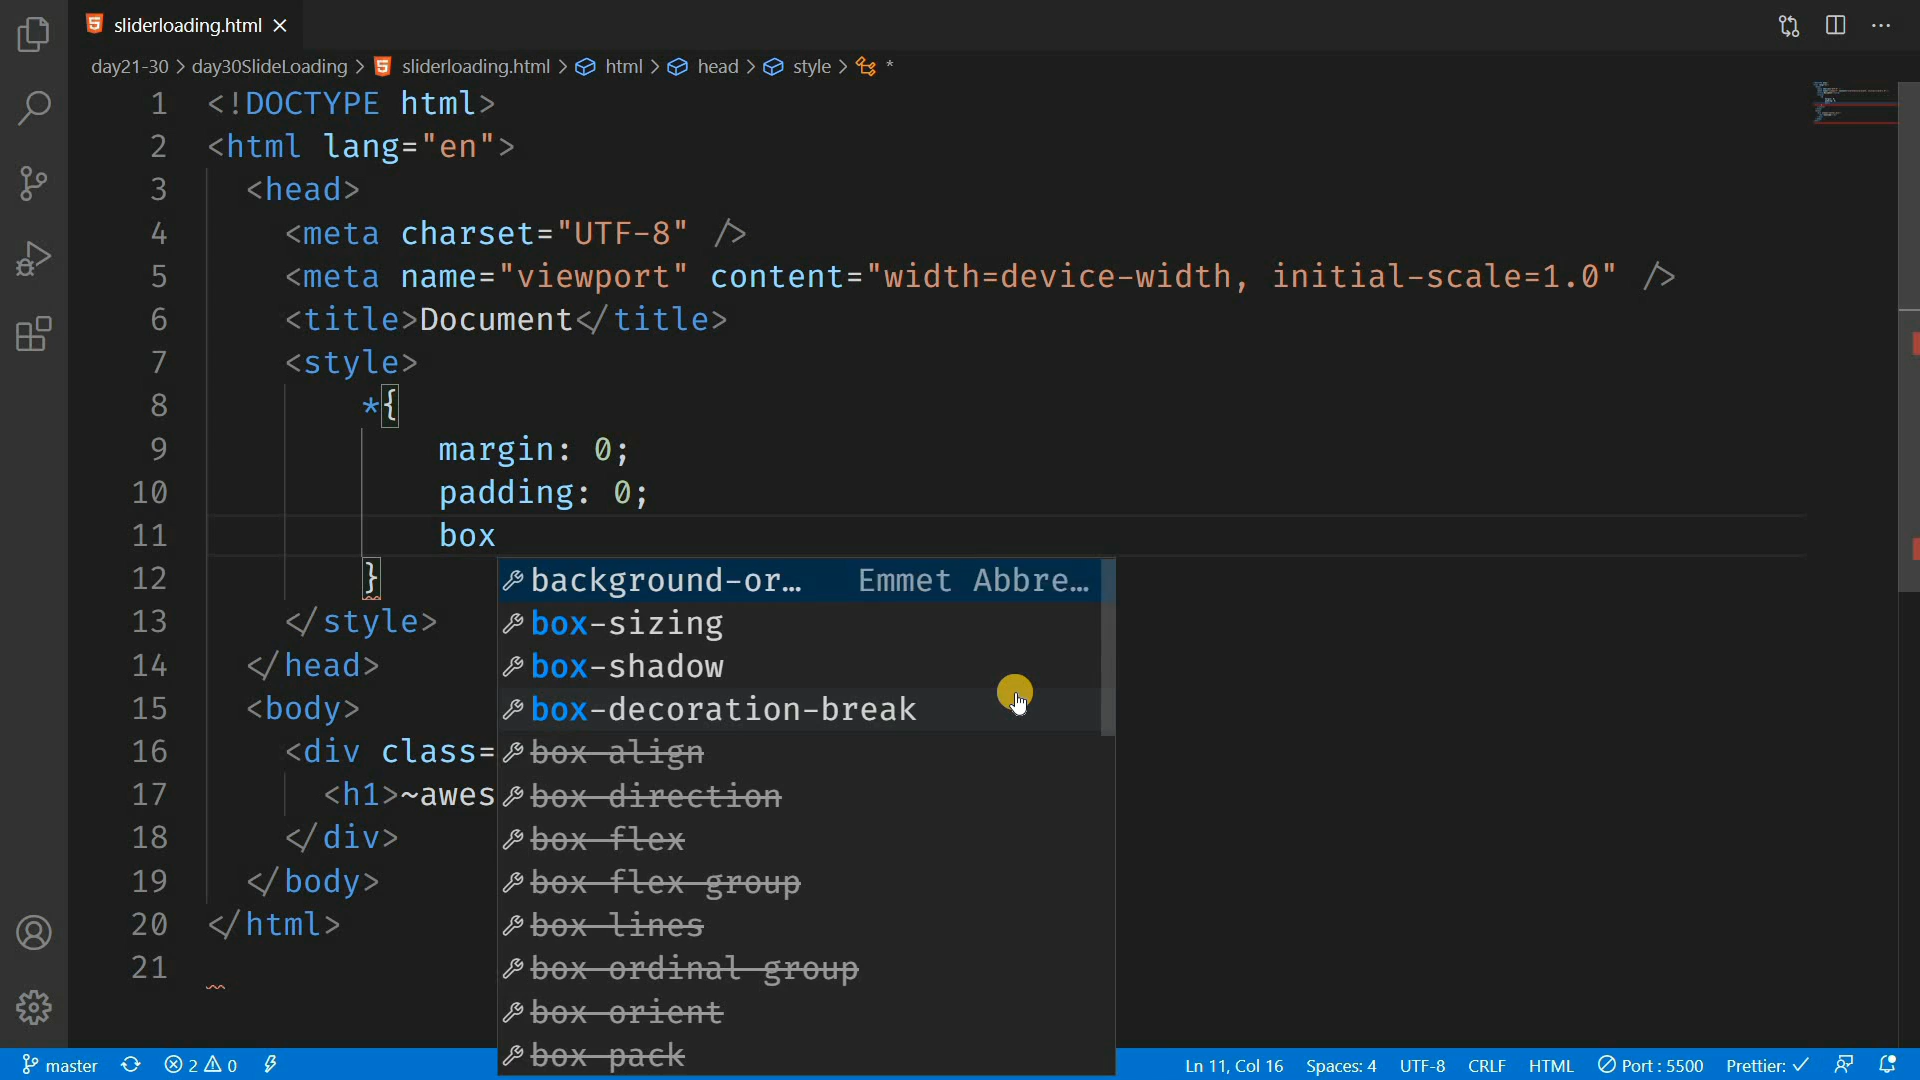 sliderloading.html
day21-30 > day30SlideLoading > sliderloading.html > html > head > style > *
1 <!DOCTYPE html>
2 <html lang="en">
3 <head>
4 <meta charset="UTF-8" />
5 <meta name="viewport" content="width=device-width, initial-scale=1.0" />
6 <title>Document</title>
7 <style>
8 *{
9 margin: 0;
10 padding: 0;
11 box
12 }
background-or... Emmet Abbre...
13 </style>
box-sizing
14 </head>
box-shadow
15 <body>
box-decoration-break
16 <div class=
box-align
17 <h1>~awes
box-direction
18 </div>
box-flex
19 </body>
box-flex-group
20 </html>
box-lines
21
box-ordinal-group
box-orient
box-pack
master 2 0 Ln 11, Col 16 Spaces: 4 UTF-8 CRLF HTML Port : 5500 Prettier: ✓